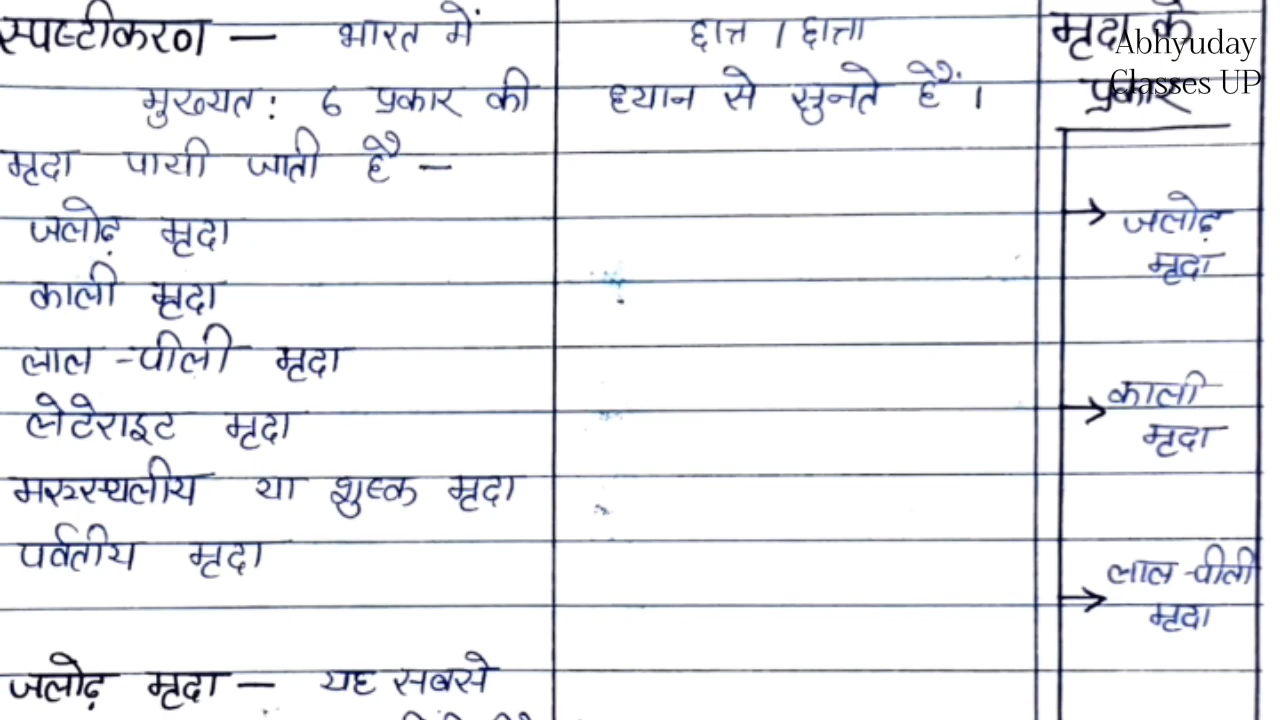 स्पष्टीकरण — भारत में
मुख्यत: 6 प्रकार की
मृदा पायी जाती है —
जलोढ़ मृदा
काली मृदा
लाल -पीली मृदा
लेटेराइट मृदा
मरूस्थलीय या शुष्क मृदा
पर्वतीय मृदा
जलोढ़ मृदा — यह सबसे
छात्र / छात्रा
ध्यान से सुनते है ।
मृदा के
प्रकार
→ जलोढ़
मृदा
→ काली
मृदा
→ लाल -पीली
मृदा
Abhyuday
Classes UP